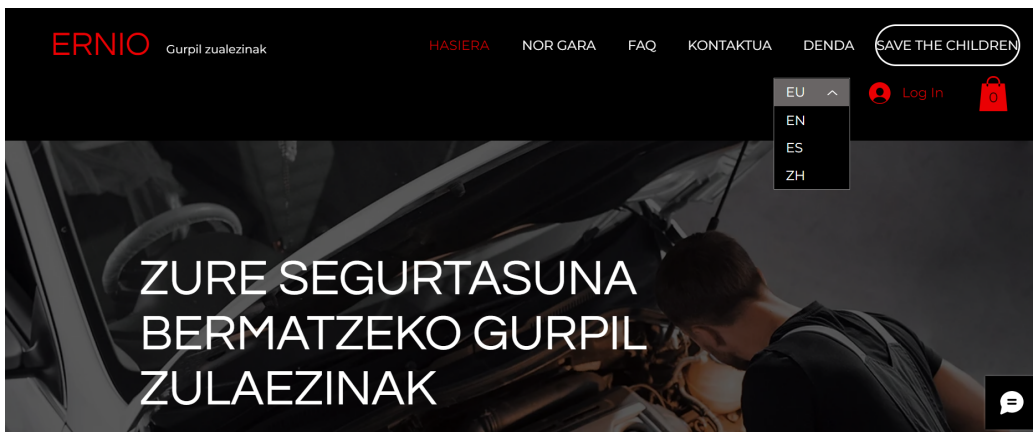 ERNIO
Gurpil zualezinak
HASIERA
NOR GARA
FAQ
KONTAKTUA
DENDA
SAVE THE CHILDREN
EU
EN
ES
ZH
Log In
0
ZURE SEGURTASUNA
BERMATZEKO GURPIL
ZULAEZINAK